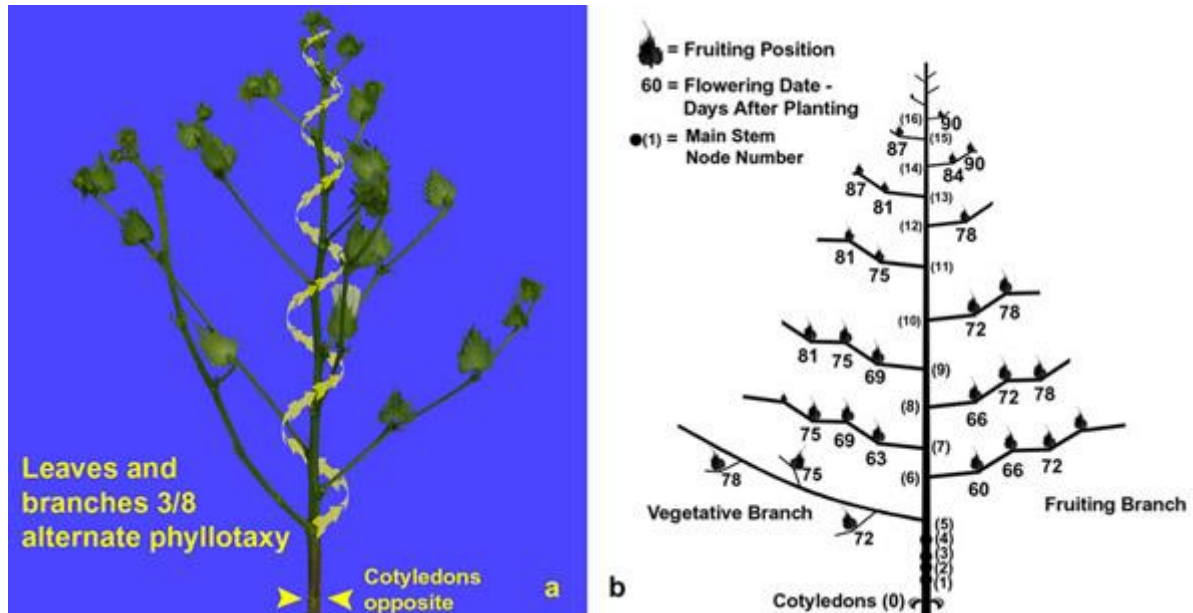 Leaves and
branches 3/8
alternate phyllotaxy
Cotyledons
opposite
a
= Fruiting Position
60 = Flowering Date -
Days After Planting
(1) = Main Stem
Node Number
(16)
90
(15)
87
(14)
84
90
(13)
87
81
(12)
78
(11)
81
75
(10)
72
78
(9)
81
75
69
(8)
66
72
78
(7)
75
69
63
(6)
60
66
72
78
75
Vegetative Branch
Fruiting Branch
72
(5)
(4)
(3)
(2)
(1)
Cotyledons (0)
b